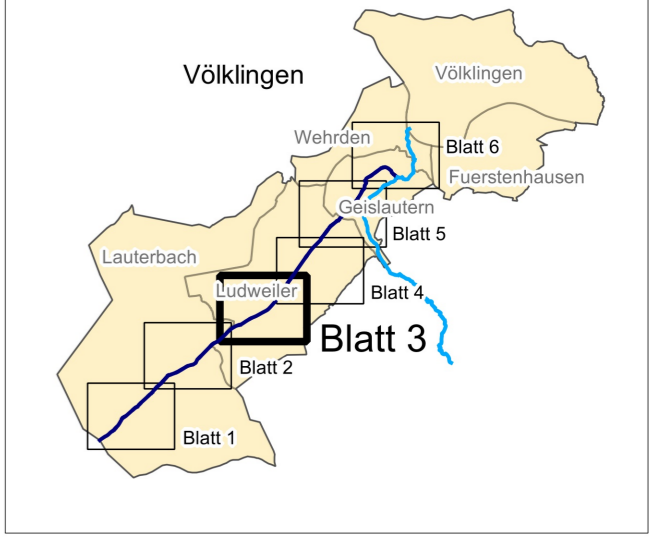 Völklingen
Völklingen
Wehrden
Blatt 6
Fuerstenhausen
Geislautern
Blatt 5
Lauterbach
Ludweiler
Blatt 4
Blatt 3
Blatt 2
Blatt 1